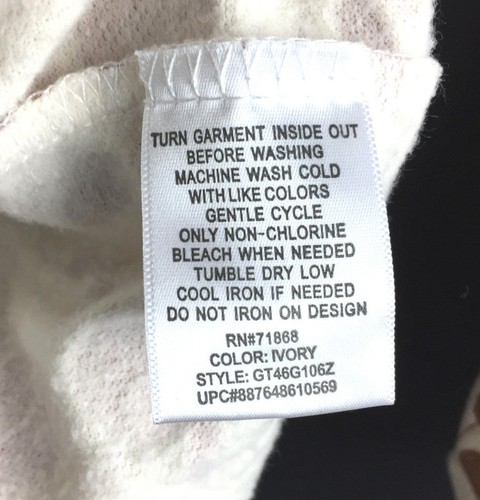 TURN GARMENT INSIDE OUT
BEFORE WASHING
MACHINE WASH COLD
WITH LIKE COLORS
GENTLE CYCLE
ONLY NON-CHLORINE
BLEACH WHEN NEEDED
TUMBLE DRY LOW
COOL IRON IF NEEDED
DO NOT IRON ON DESIGN
RN#71868
COLOR: IVORY
STYLE: GT46G106Z
UPC#887648610569